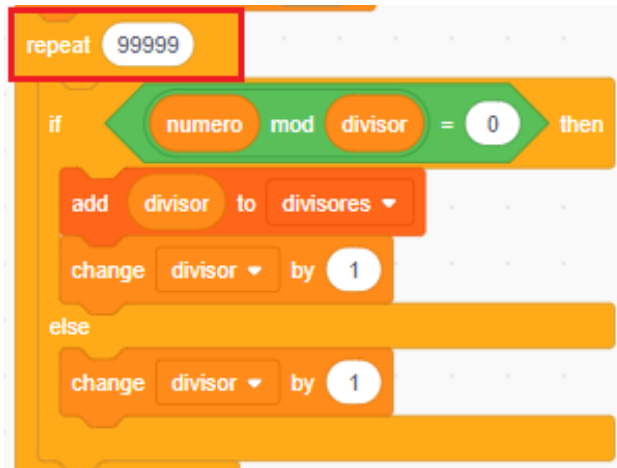 repeat 99999
if numero mod divisor = 0 then
add divisor to divisores
change divisor by 1
else
change divisor by 1